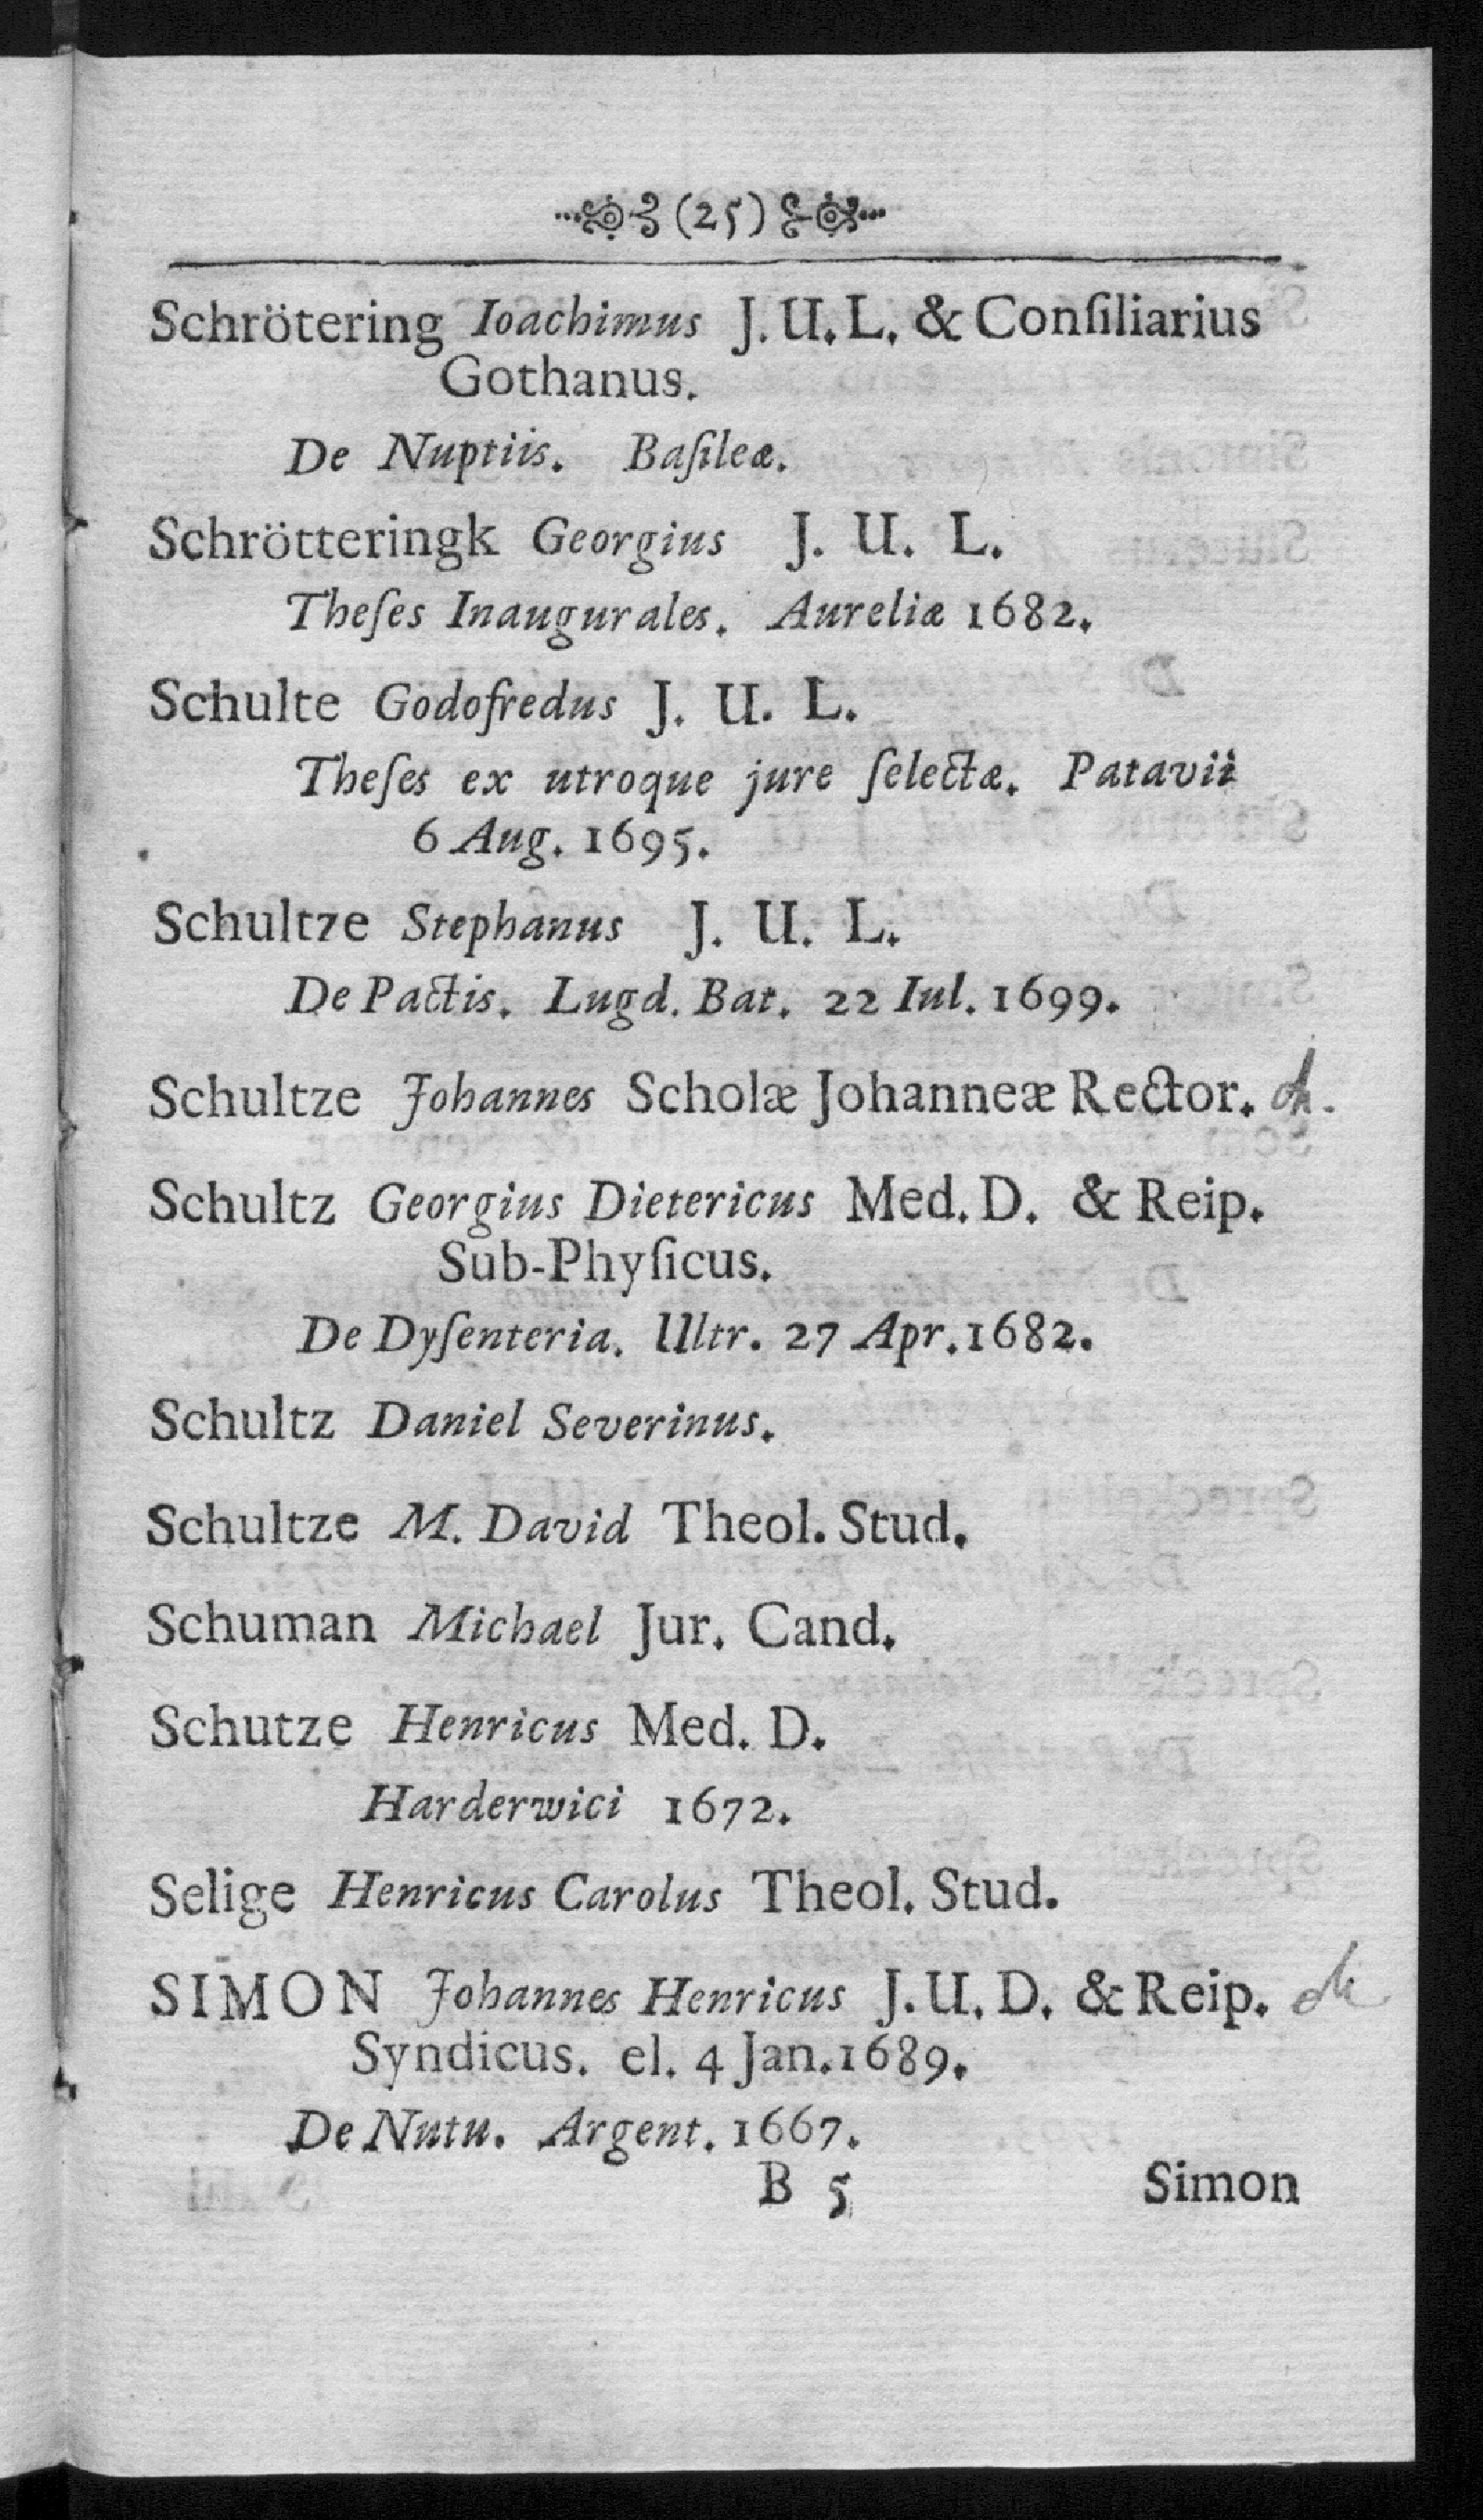 (25)
Schrötering Ioachimus J. U. L. & Conſiliarius
Gothanus.
De Nuptiis. Baſileæ.
Schrötteringk Georgius J. U. L.
Theſes Inaugurales. Aureliæ 1682.
Schulte Godofredus J. U. L.
Theſes ex utroque jure ſelectæ. Patavii
6 Aug. 1695.
Schultze Stephanus J. U. L.
De Pactis. Lugd. Bat. 22 Iul. 1699.
Schultze Johannes Scholæ Johanneæ Rector.
Schultz Georgius Dietericus Med. D. & Reip.
Sub-Phyſicus.
De Dyſenteria. Ultr. 27 Apr. 1682.
Schultz Daniel Severinus.
Schultze M. David Theol. Stud.
Schuman Michael Jur. Cand.
Schutze Henricus Med. D.
Harderwici 1672.
Selige Henricus Carolus Theol. Stud.
SIMON Johannes Henricus J. U. D. & Reip.
Syndicus. el. 4 Jan. 1689.
De Nutu. Argent. 1667.
B 5 Simon